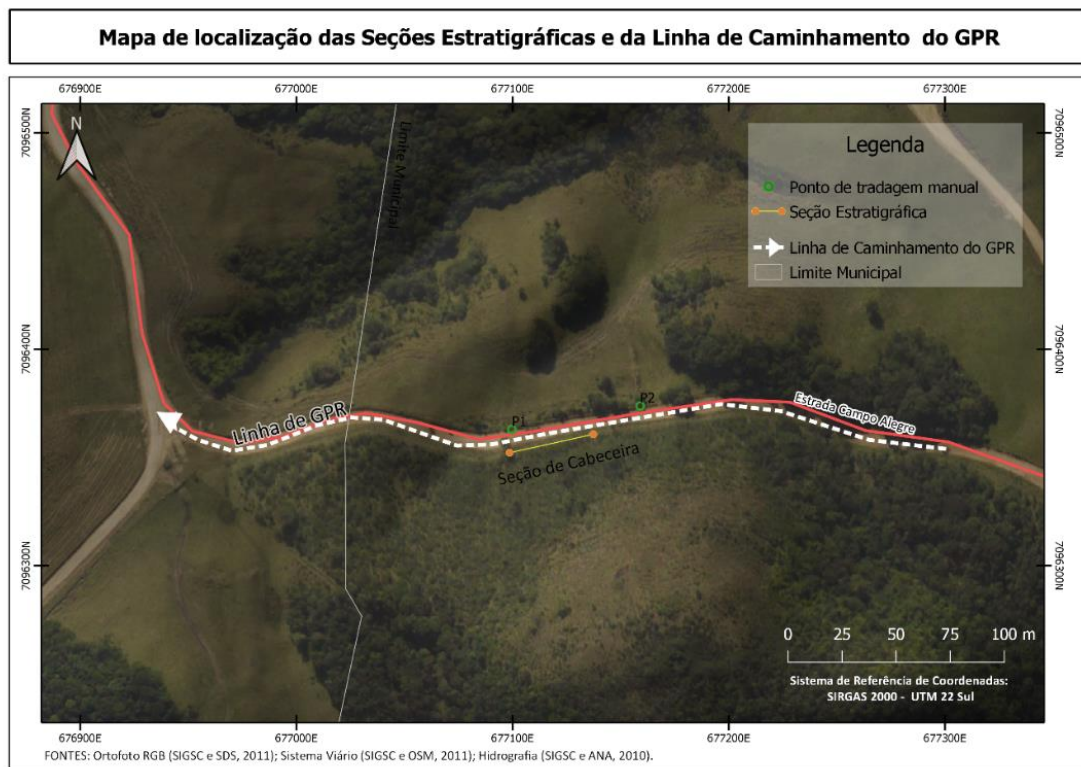 Mapa de localização das Seções Estratigráficas e da Linha de Caminhamento do GPR
676900E 677000E 677100E 677200E 677300E
7096500N
7096400N
7096300N
N
Limite Municipal
Legenda
Ponto de tradagem manual
Seção Estratigráfica
Linha de Caminhamento do GPR
Limite Municipal
7096500N
7096400N
7096300N
Linha de GPR
P1
P2
Estrada Campo Alegre
Seção de Cabeceira
0 25 50 75 100 m
Sistema de Referência de Coordenadas:
SIRGAS 2000 - UTM 22 Sul
676900E 677000E 677100E 677200E 677300E
FONTES: Ortofoto RGB (SIGSC e SDS, 2011); Sistema Viário (SIGSC e OSM, 2011); Hidrografia (SIGSC e ANA, 2010).